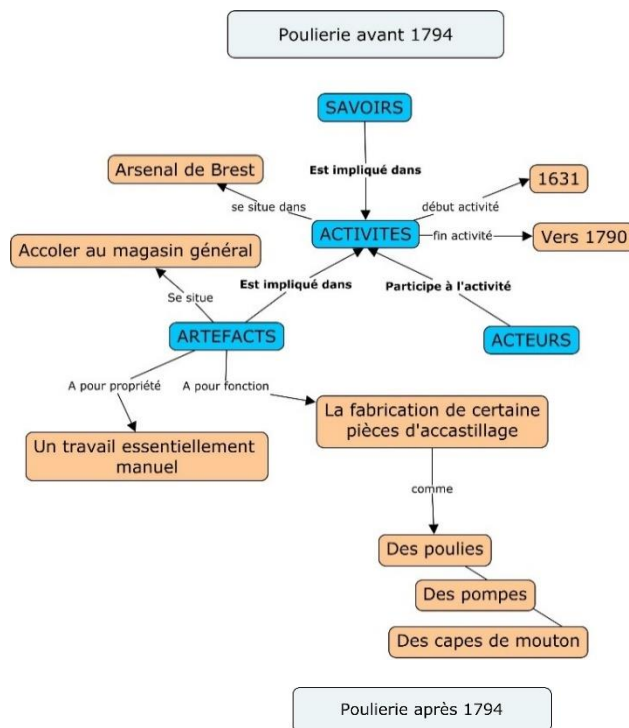 Poulierie avant 1794
SAVOIRS
Est impliqué dans
Arsenal de Brest
1631
se situe dans
début activité
ACTIVITES
fin activité
Vers 1790
Accoler au magasin général
Est impliqué dans
Participe à l'activité
Se situe
ARTEFACTS
ACTEURS
A pour propriété
A pour fonction
La fabrication de certaine
pièces d'accastillage
Un travail essentiellement
manuel
comme
Des poulies
Des pompes
Des capes de mouton
Poulierie après 1794